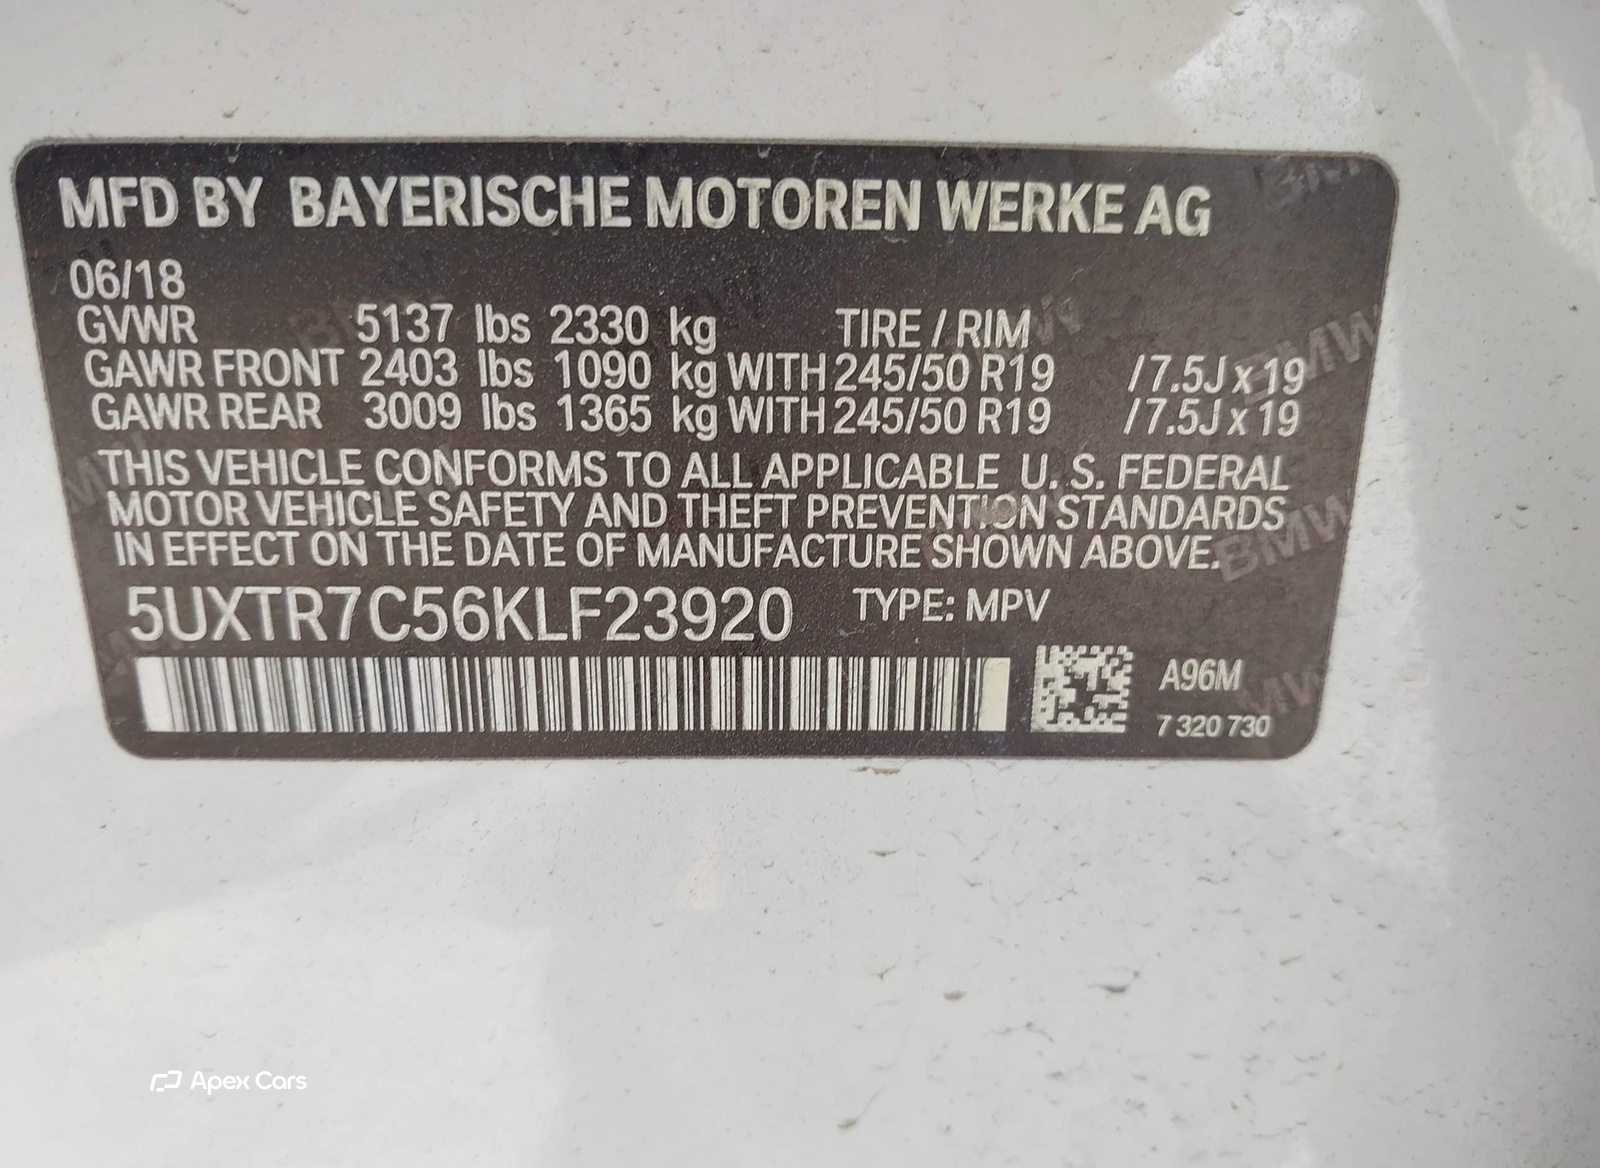 MFD BY BAYERISCHE MOTOREN WERKE AG
06/18
GVWR 5137 lbs 2330 kg TIRE / RIM
GAWR FRONT 2403 lbs 1090 kg WITH 245/50 R19 /7.5J x 19
GAWR REAR 3009 lbs 1365 kg WITH 245/50 R19 /7.5J x 19
THIS VEHICLE CONFORMS TO ALL APPLICABLE U. S. FEDERAL
MOTOR VEHICLE SAFETY AND THEFT PREVENTION STANDARDS
IN EFFECT ON THE DATE OF MANUFACTURE SHOWN ABOVE.
5UXTR7C56KLF23920 TYPE: MPV
A96M
7 320 730
Apex Cars